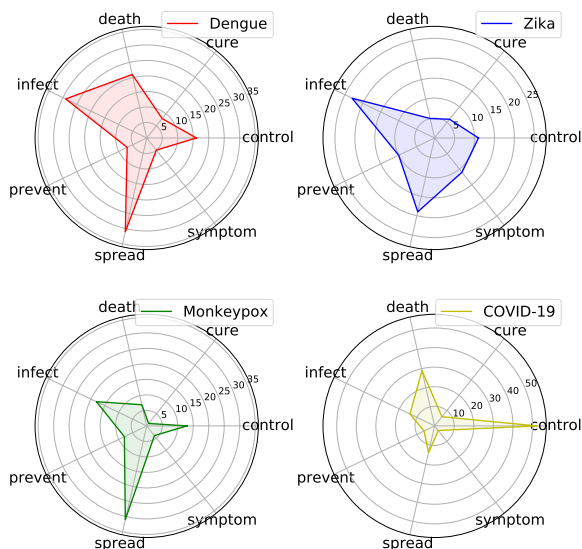 Dengue
death
cure
infect
control
prevent
symptom
spread
5
10
15
20
25
30
35
Zika
death
cure
infect
control
prevent
symptom
spread
5
10
15
20
25
Monkeypox
death
cure
infect
control
prevent
symptom
spread
5
10
15
20
25
30
35
COVID-19
death
cure
infect
control
prevent
symptom
spread
10
20
30
40
50